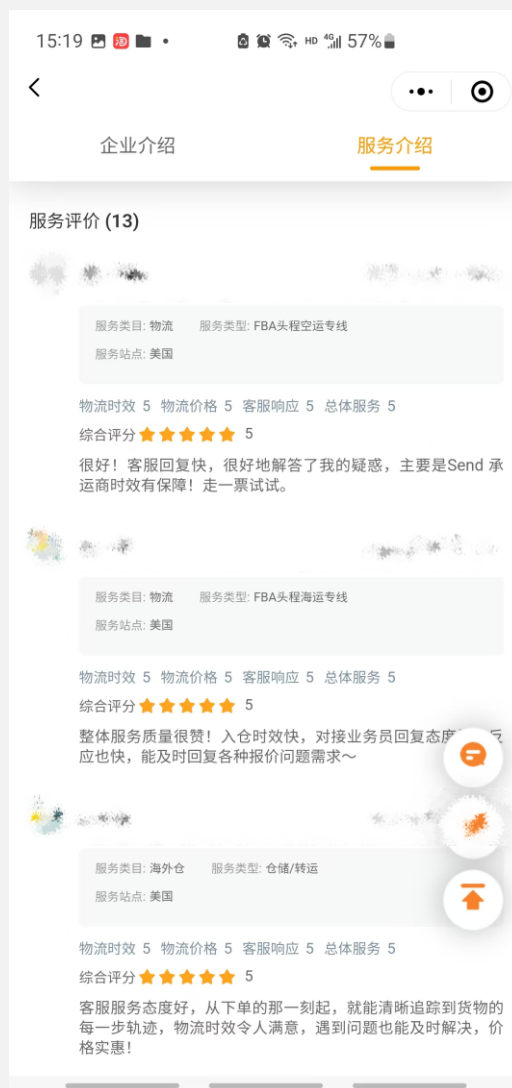 15:19 HD 4G 57%
企业介绍 服务介绍
服务评价 (13)
服务类目: 物流 服务类型: FBA头程空运专线
服务站点: 美国
物流时效 5 物流价格 5 客服响应 5 总体服务 5
综合评分 5
很好！客服回复快，很好地解答了我的疑惑，主要是Send 承
运商时效有保障！走一票试试。
服务类目: 物流 服务类型: FBA头程海运专线
服务站点: 美国
物流时效 5 物流价格 5 客服响应 5 总体服务 5
综合评分 5
整体服务质量很赞！入仓时效快，对接业务员回复态度 反
应也快，能及时回复各种报价问题需求～
服务类目: 海外仓 服务类型: 仓储/转运
服务站点: 美国
物流时效 5 物流价格 5 客服响应 5 总体服务 5
综合评分 5
客服服务态度好，从下单的那一刻起，就能清晰追踪到货物的
每一步轨迹，物流时效令人满意，遇到问题也能及时解决，价
格实惠！